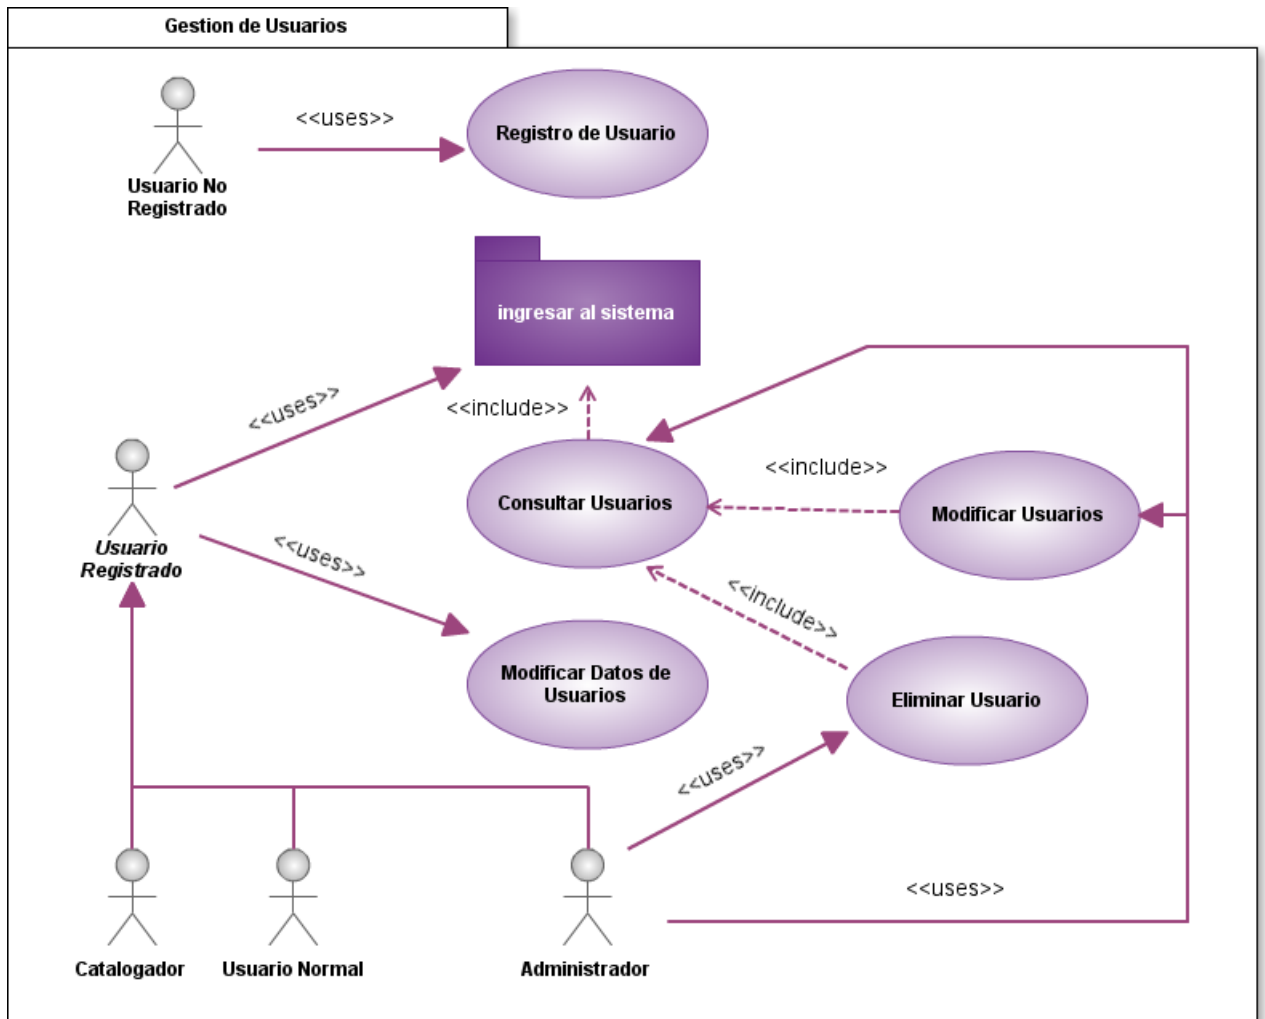 Gestion de Usuarios
<<uses>>
Registro de Usuario
Usuario No
Registrado
ingresar al sistema
<<uses>>
<<include>>
<<include>>
Consultar Usuarios
Modificar Usuarios
Usuario
Registrado
<<uses>>
<<include>>
Modificar Datos de
Usuarios
Eliminar Usuario
<<uses>>
<<uses>>
Catalogador
Usuario Normal
Administrador